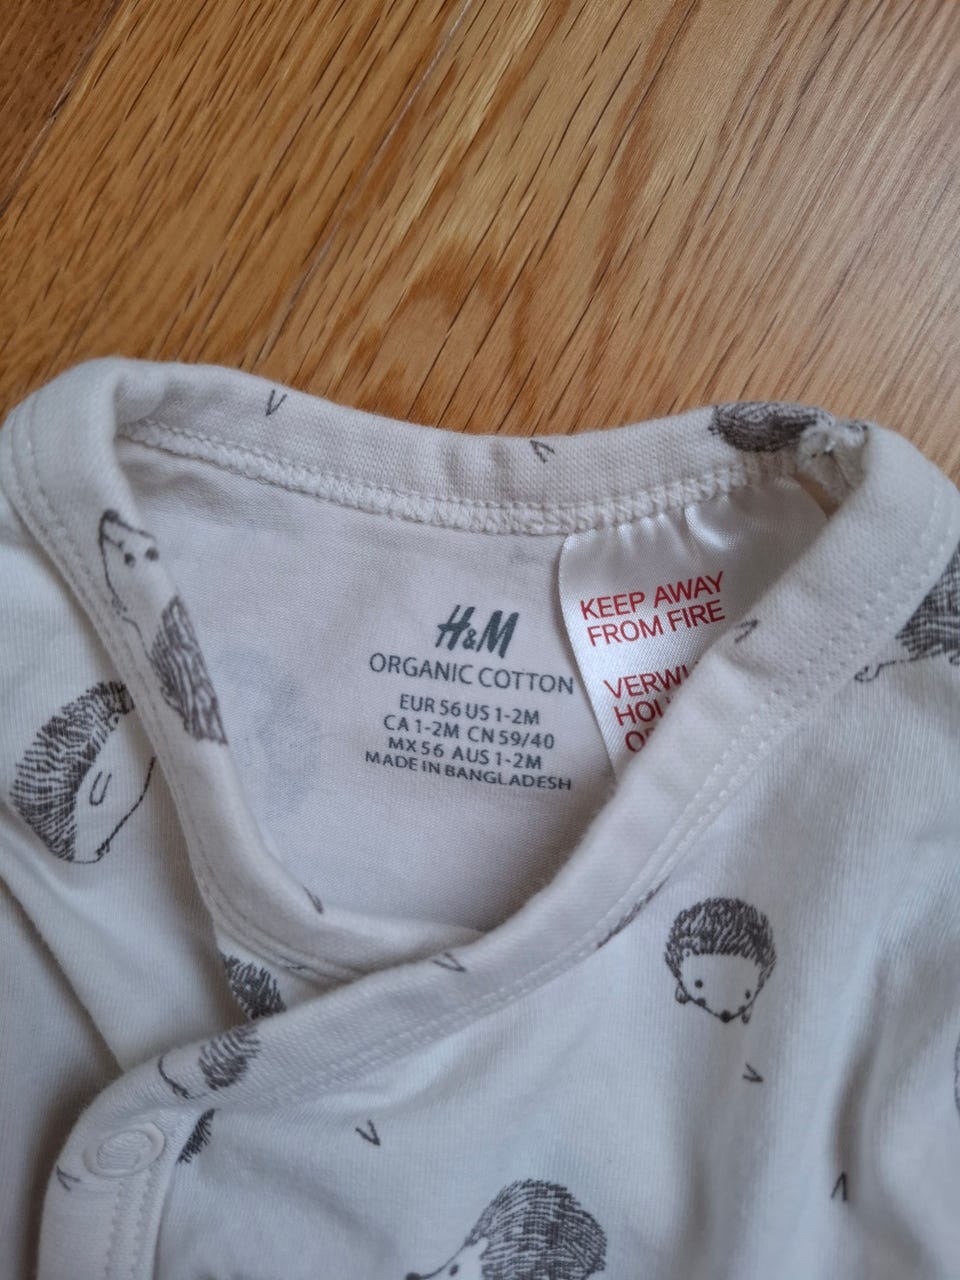 H&M
ORGANIC COTTON
EUR 56 US 1-2M
CA 1-2M CN 59/40
MX 56 AUS 1-2M
MADE IN BANGLADESH
KEEP AWAY
FROM FIRE